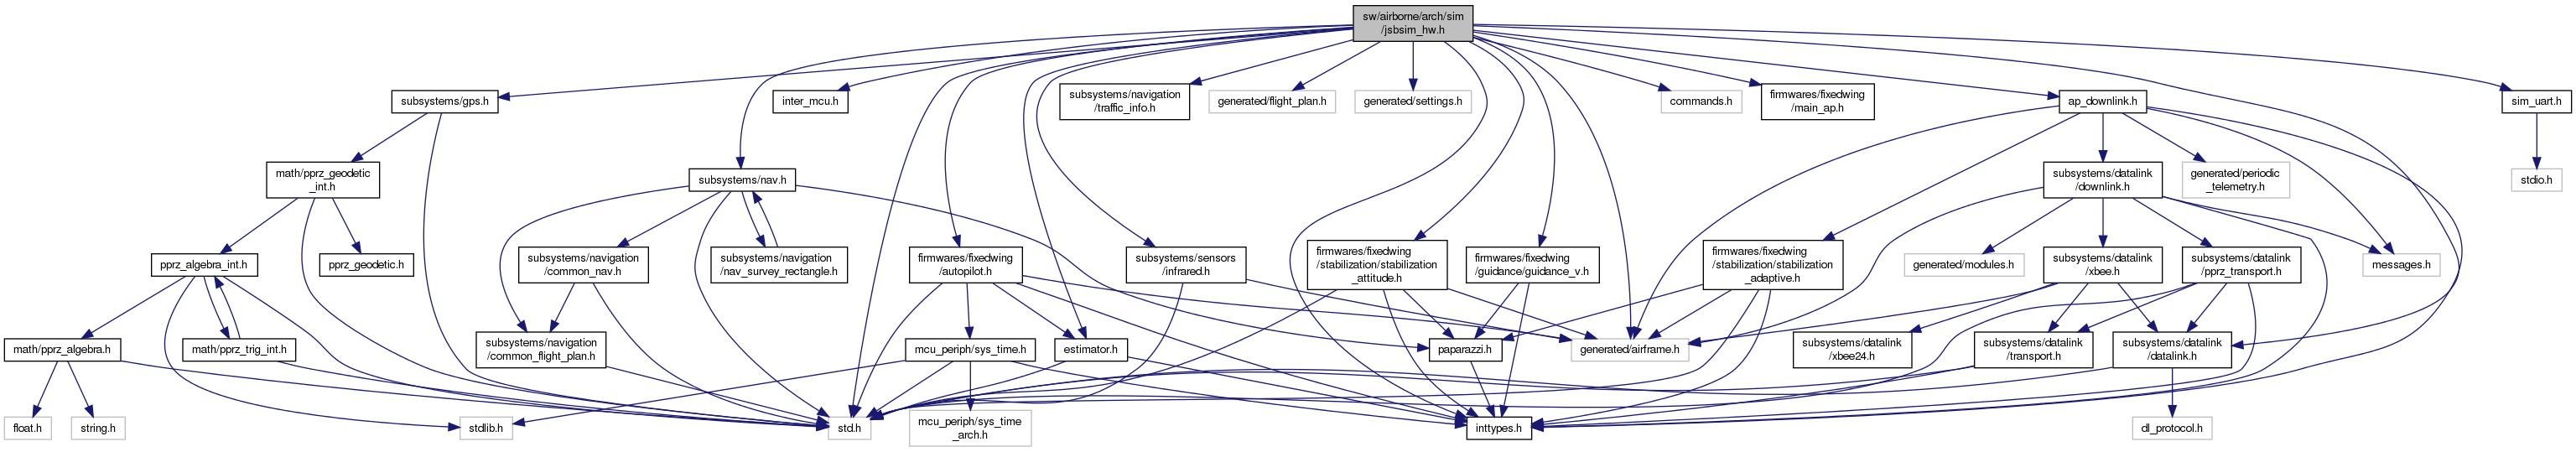 sw/airborne/arch/sim
/jsbsim_hw.h
subsystems/gps.h
inter_mcu.h
subsystems/navigation
/traffic_info.h
generated/flight_plan.h
generated/settings.h
commands.h
firmwares/fixedwing
/main_ap.h
ap_downlink.h
sim_uart.h
math/pprz_geodetic
_int.h
subsystems/nav.h
subsystems/datalink
/downlink.h
generated/periodic
_telemetry.h
stdio.h
pprz_algebra_int.h
pprz_geodetic.h
subsystems/navigation
/common_nav.h
subsystems/navigation
/nav_survey_rectangle.h
firmwares/fixedwing
/autopilot.h
subsystems/sensors
/infrared.h
firmwares/fixedwing
/stabilization/stabilization
_attitude.h
firmwares/fixedwing
/guidance/guidance_v.h
firmwares/fixedwing
/stabilization/stabilization
_adaptive.h
generated/modules.h
subsystems/datalink
/xbee.h
subsystems/datalink
/pprz_transport.h
messages.h
math/pprz_algebra.h
math/pprz_trig_int.h
subsystems/navigation
/common_flight_plan.h
mcu_periph/sys_time.h
estimator.h
paparazzi.h
generated/airframe.h
subsystems/datalink
/xbee24.h
subsystems/datalink
/transport.h
subsystems/datalink
/datalink.h
float.h
string.h
stdlib.h
std.h
mcu_periph/sys_time
_arch.h
inttypes.h
dl_protocol.h